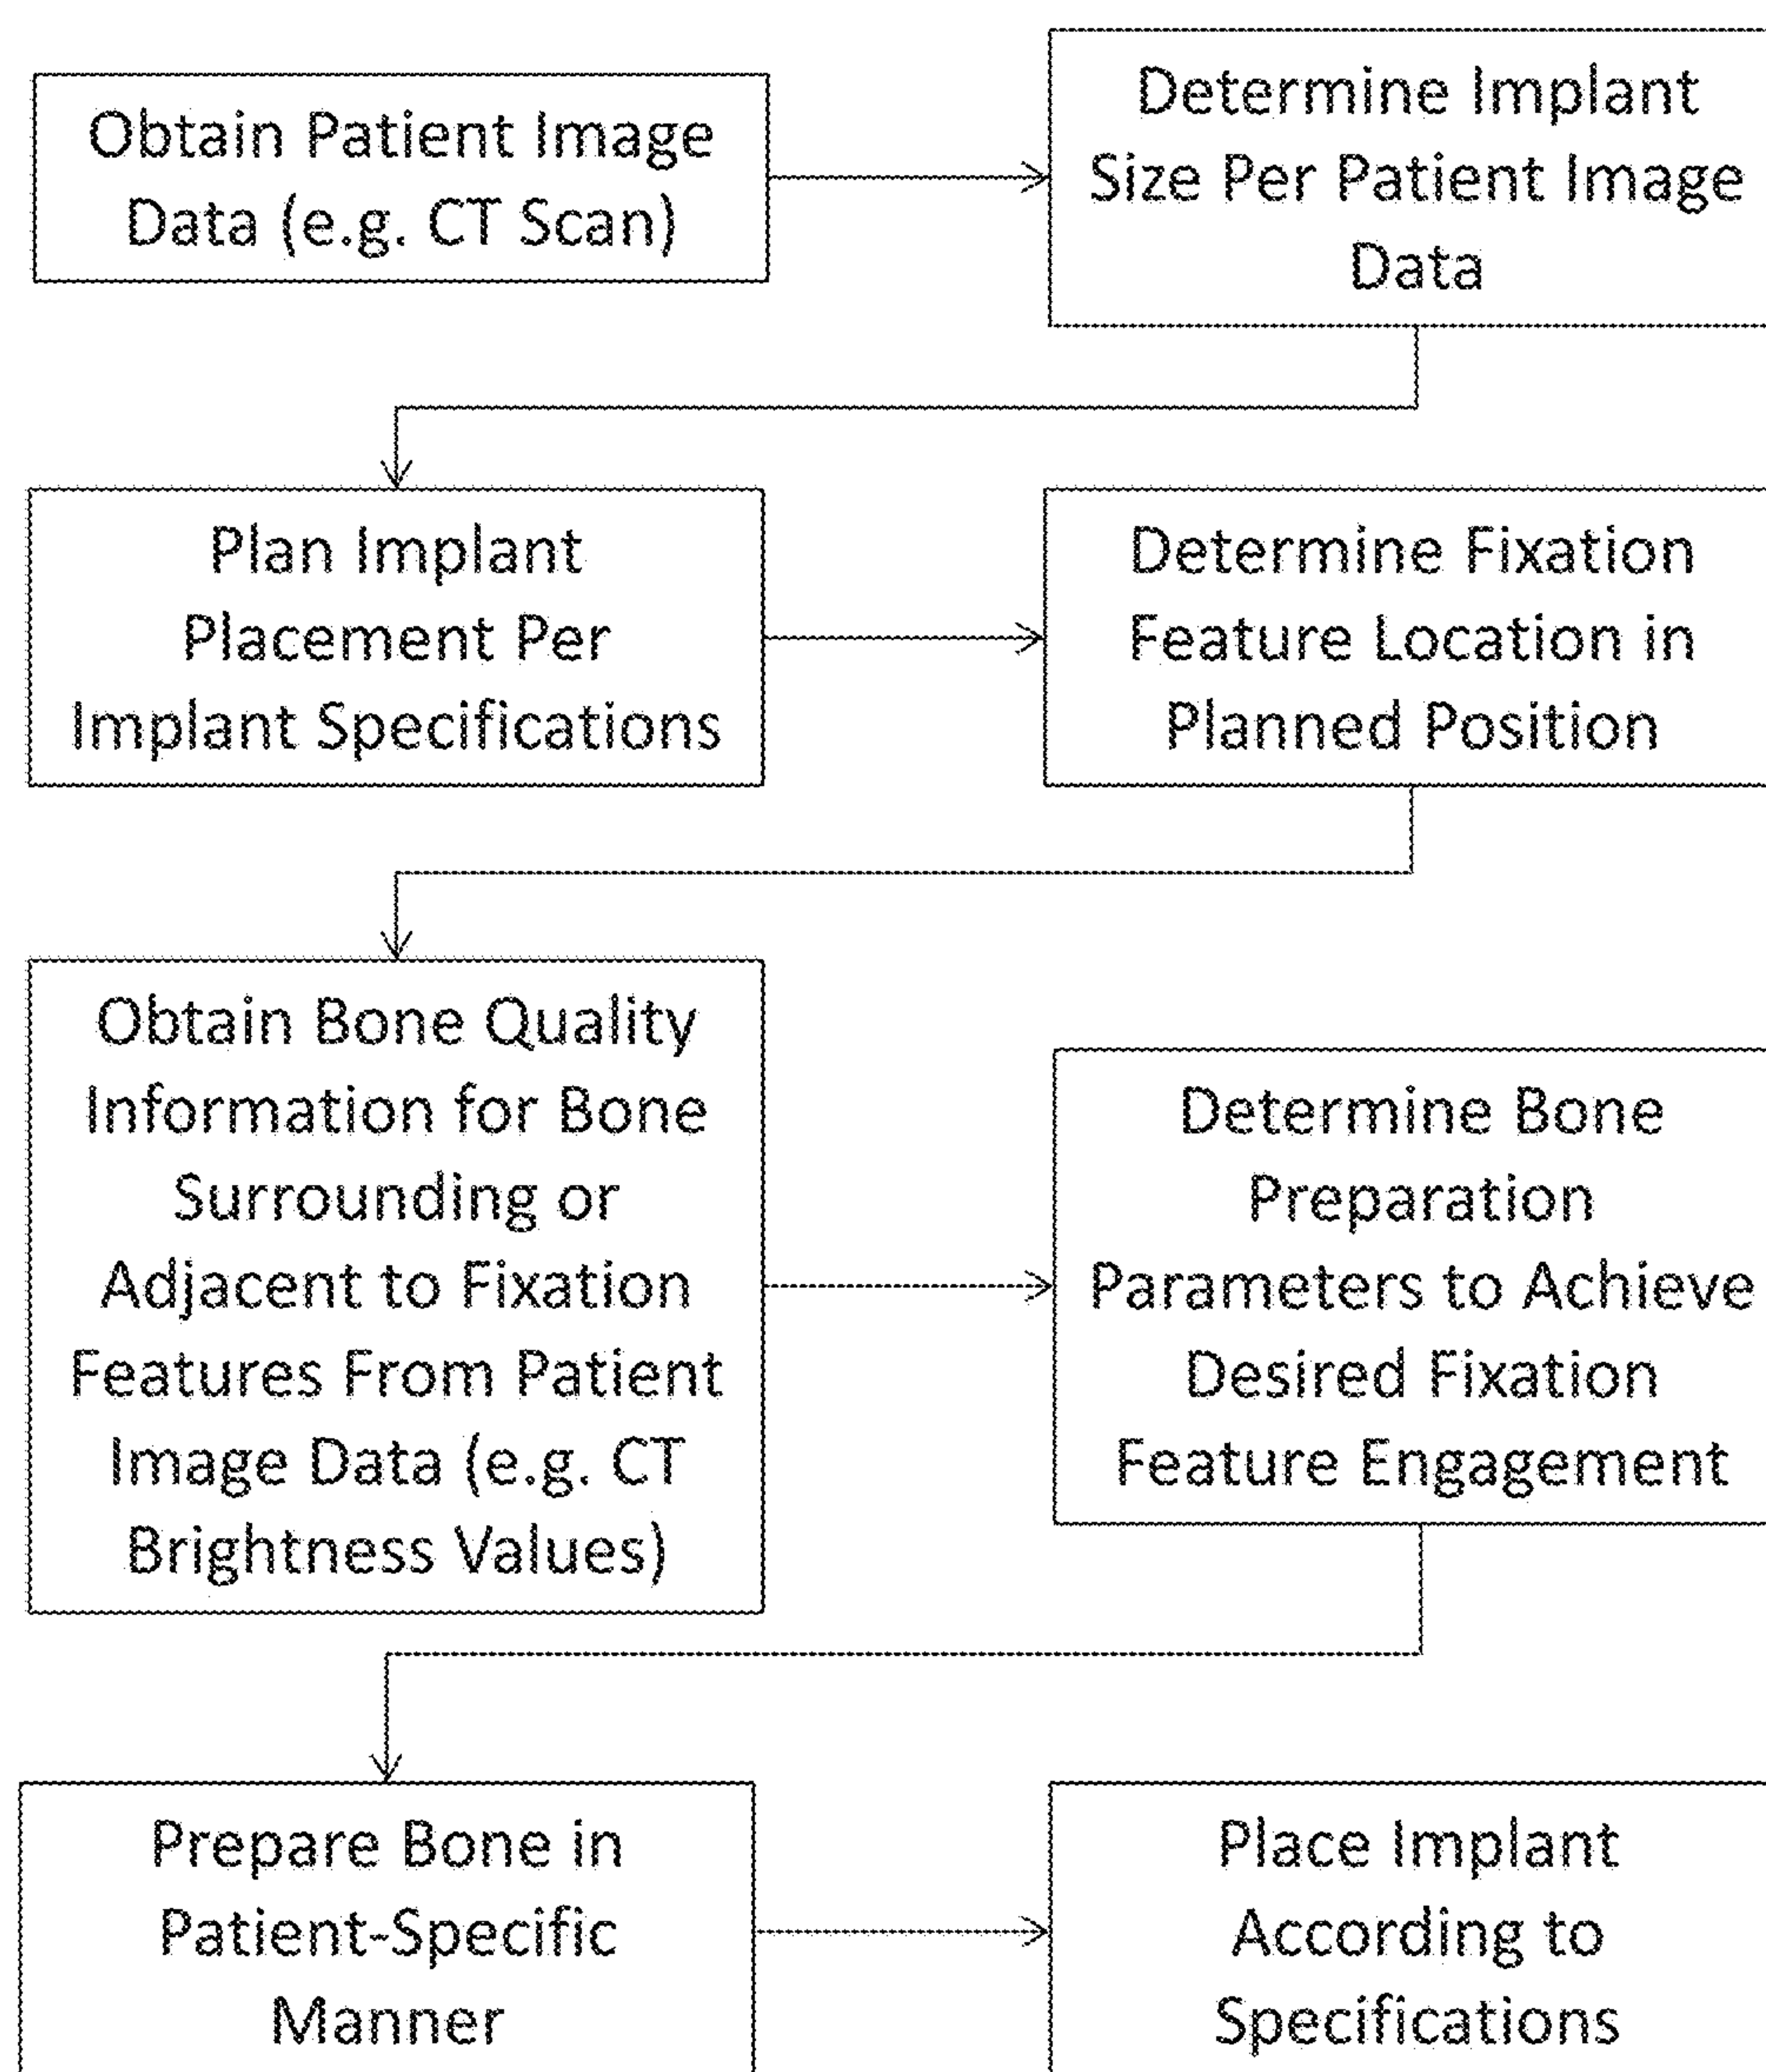 Obtain Patient Image
Data (e.g. CT Scan)
Determine Implant
Size Per Patient Image
Data
Plan Implant
Placement Per
Implant Specifications
Determine Fixation
Feature Location in
Planned Position
Obtain Bone Quality
Information for Bone
Surrounding or
Adjacent to Fixation
Features From Patient
Image Data (e.g. CT
Brightness Values)
Determine Bone
Preparation
Parameters to Achieve
Desired Fixation
Feature Engagement
Prepare Bone in
Patient-Specific
Manner
Place Implant
According to
Specifications